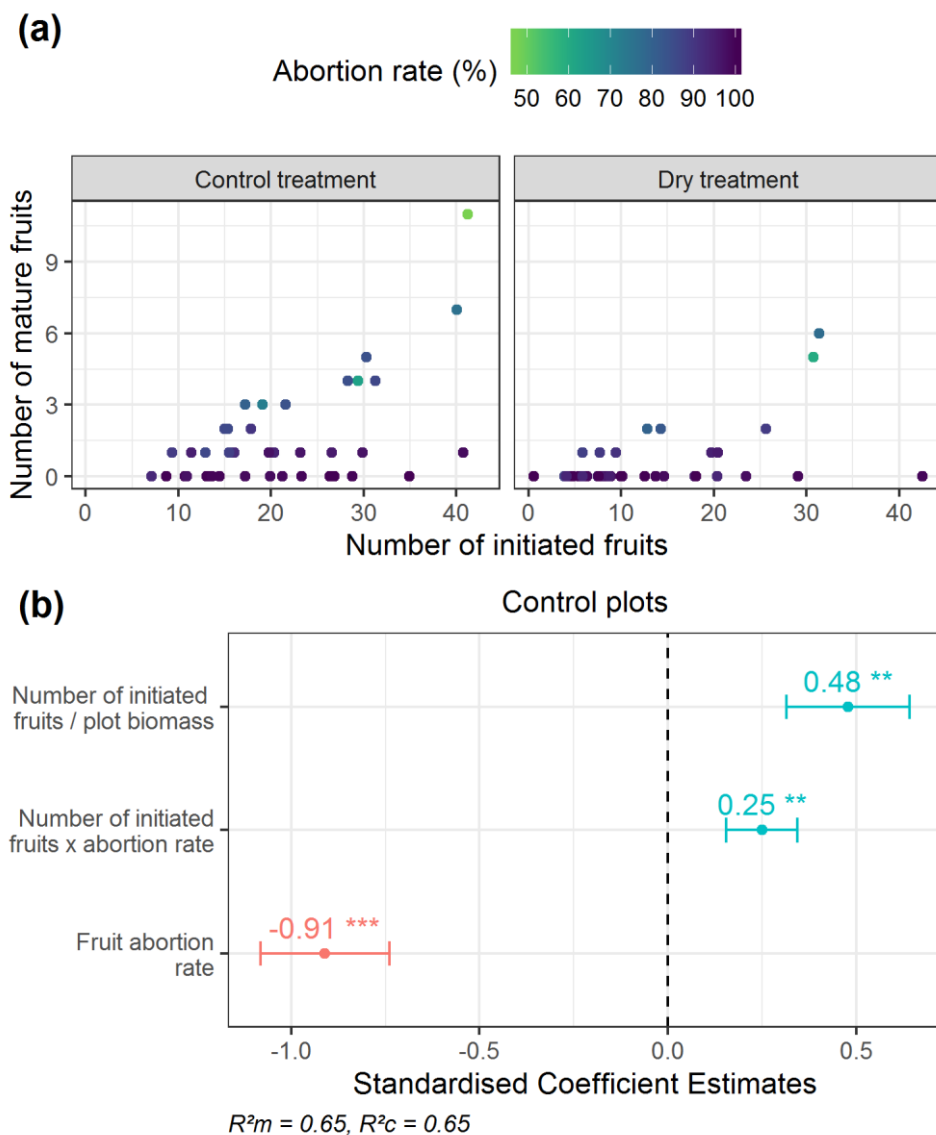 (a)
Abortion rate (%)
50 60 70 80 90 100
Control treatment
Dry treatment
Number of mature fruits
9
6
3
0
0 10 20 30 40
0 10 20 30 40
Number of initiated fruits
(b)
Control plots
Number of initiated
fruits / plot biomass
0.48 **
Number of initiated
fruits x abortion rate
0.25 **
Fruit abortion
rate
-0.91 ***
-1.0 -0.5 0.0 0.5
Standardised Coefficient Estimates
R²m = 0.65, R²c = 0.65